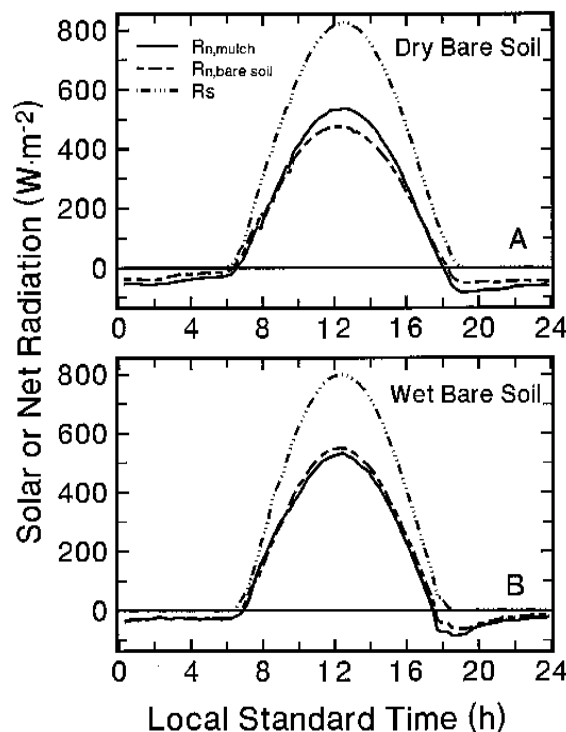 Solar or Net Radiation (W·m-2)
800
600
400
200
0
Rn,mulch
Rn,bare soil
Rs
Dry Bare Soil
A
0 4 8 12 16 20 24
800
600
400
200
0
Wet Bare Soil
B
0 4 8 12 16 20 24
Local Standard Time (h)